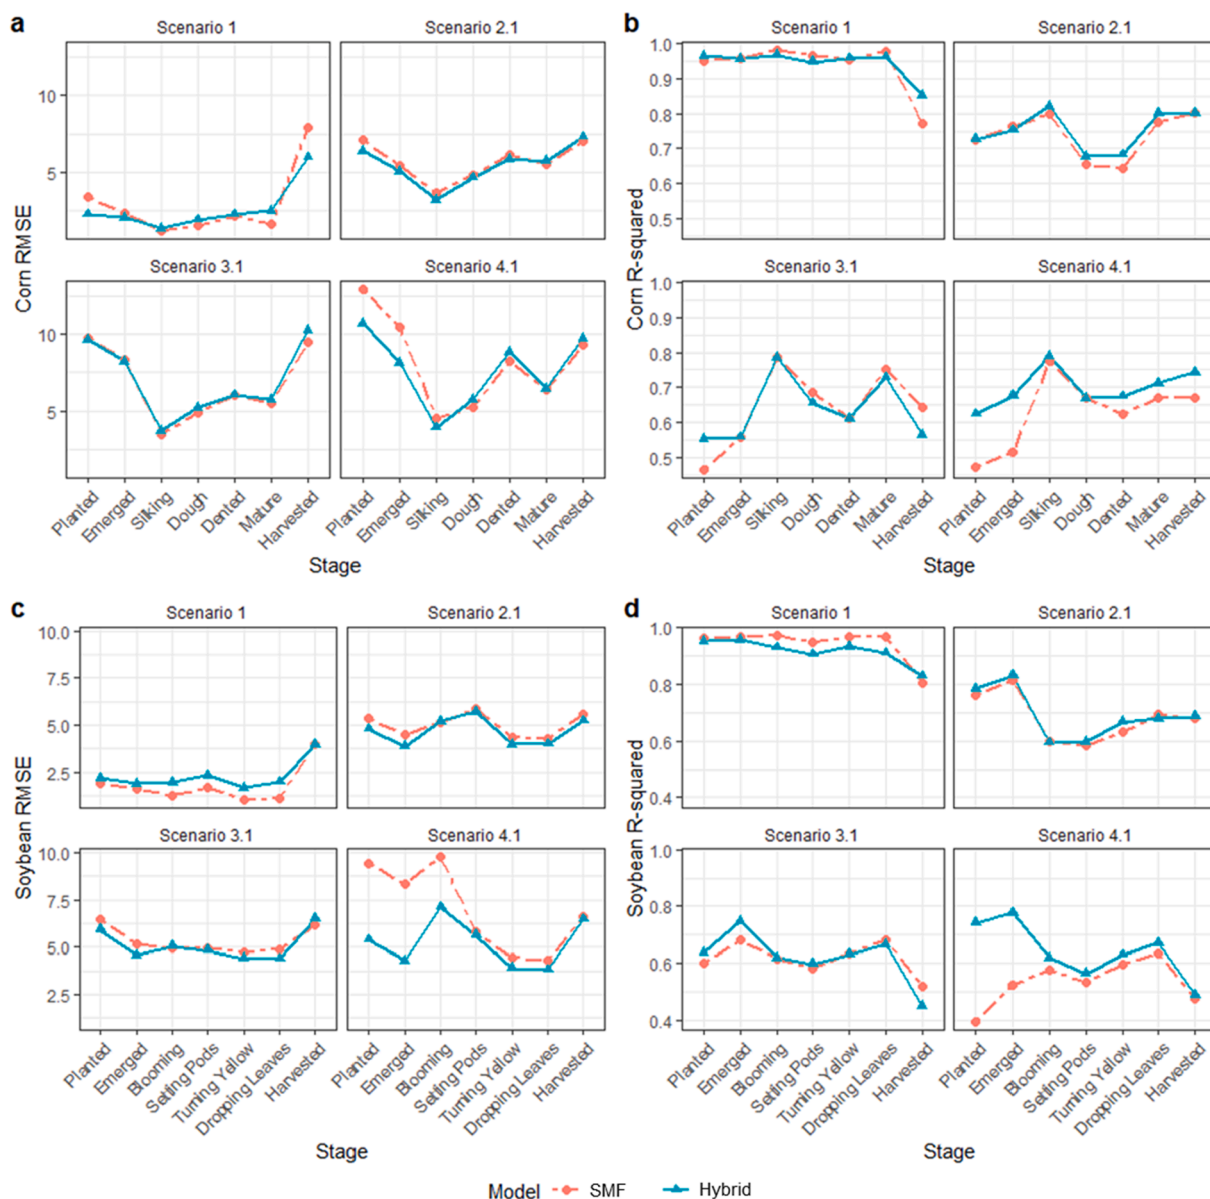 a
Scenario 1
Scenario 2.1
Corn RMSE
10
5
Scenario 3.1
Scenario 4.1
10
5
Planted
Emerged
Silking
Dough
Dented
Mature
Harvested
Planted
Emerged
Silking
Dough
Dented
Mature
Harvested
Stage
b
Scenario 1
Scenario 2.1
Corn R-squared
1.0
0.9
0.8
0.7
0.6
0.5
Scenario 3.1
Scenario 4.1
1.0
0.9
0.8
0.7
0.6
0.5
Planted
Emerged
Silking
Dough
Dented
Mature
Harvested
Planted
Emerged
Silking
Dough
Dented
Mature
Harvested
Stage
c
Scenario 1
Scenario 2.1
Soybean RMSE
10.0
7.5
5.0
2.5
Scenario 3.1
Scenario 4.1
10.0
7.5
5.0
2.5
Planted
Emerged
Blooming
Setting Pods
Turning Yellow
Dropping Leaves
Harvested
Planted
Emerged
Blooming
Setting Pods
Turning Yellow
Dropping Leaves
Harvested
Stage
d
Scenario 1
Scenario 2.1
Soybean R-squared
1.0
0.8
0.6
0.4
Scenario 3.1
Scenario 4.1
1.0
0.8
0.6
0.4
Planted
Emerged
Blooming
Setting Pods
Turning Yellow
Dropping Leaves
Harvested
Planted
Emerged
Blooming
Setting Pods
Turning Yellow
Dropping Leaves
Harvested
Stage
Model SMF Hybrid